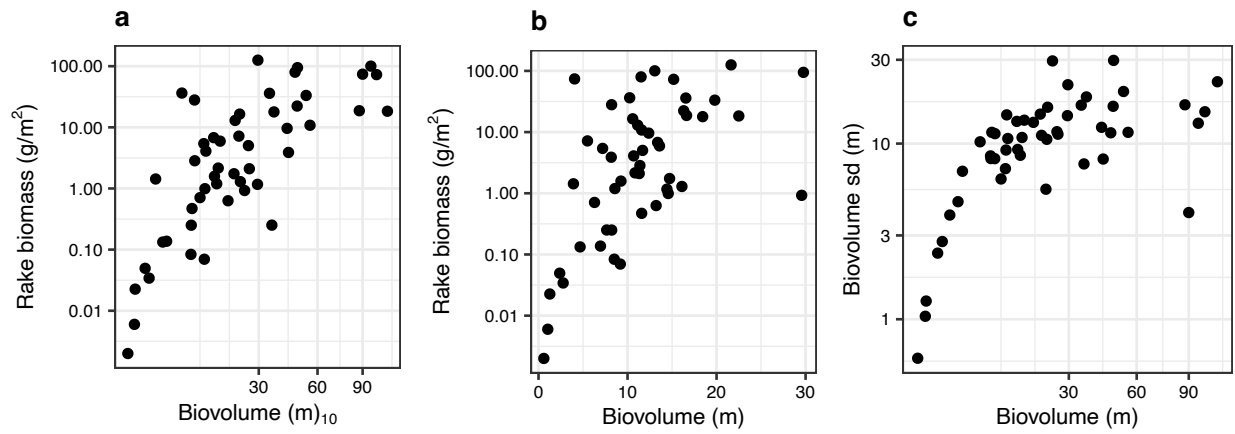 a
Rake biomass (g/m²)
100.00
10.00
1.00
0.10
0.01
30 60 90
Biovolume (m)₁₀
b
Rake biomass (g/m²)
100.00
10.00
1.00
0.10
0.01
0 10 20 30
Biovolume (m)
c
Biovolume sd (m)
30
10
3
1
30 60 90
Biovolume (m)